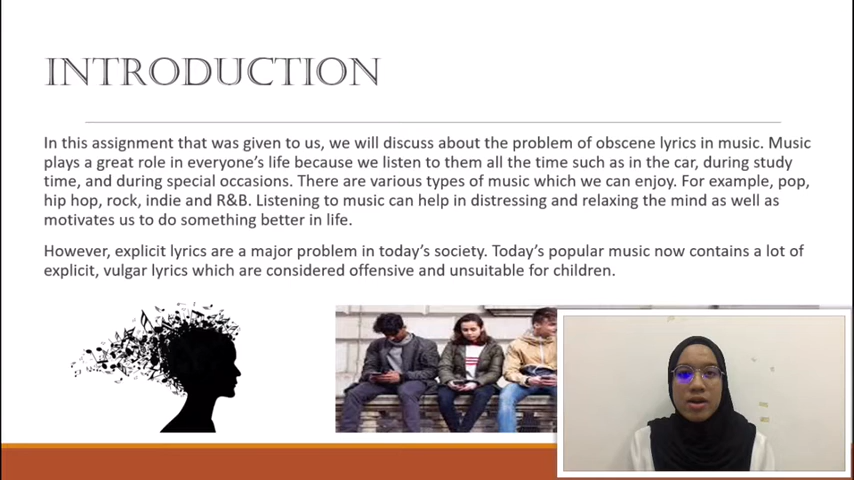 INTRODUCTION
In this assignment that was given to us, we will discuss about the problem of obscene lyrics in music. Music
plays a great role in everyone's life because we listen to them all the time such as in the car, during study
time, and during special occasions. There are various types of music which we can enjoy. For example, pop,
hip hop, rock, indie and R&B. Listening to music can help in distressing and relaxing the mind as well as
motivates us to do something better in life.
However, explicit lyrics are a major problem in today's society. Today's popular music now contains a lot of
explicit, vulgar lyrics which are considered offensive and unsuitable for children.